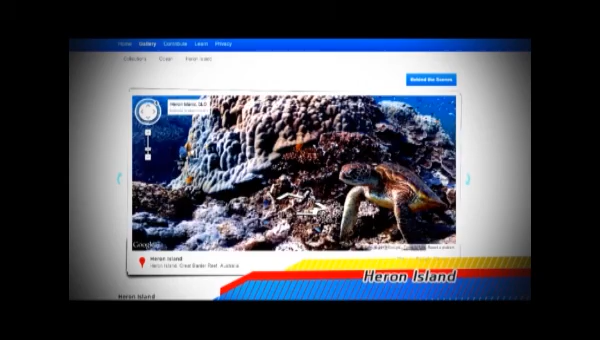 Home Gallery Contribute Learn Privacy
Collections Ocean Heron Island
Behind the Scenes
Heron Island, QLD
Google
Heron Island
Heron Island, Great Barrier Reef, Australia
Heron Island
Heron Island